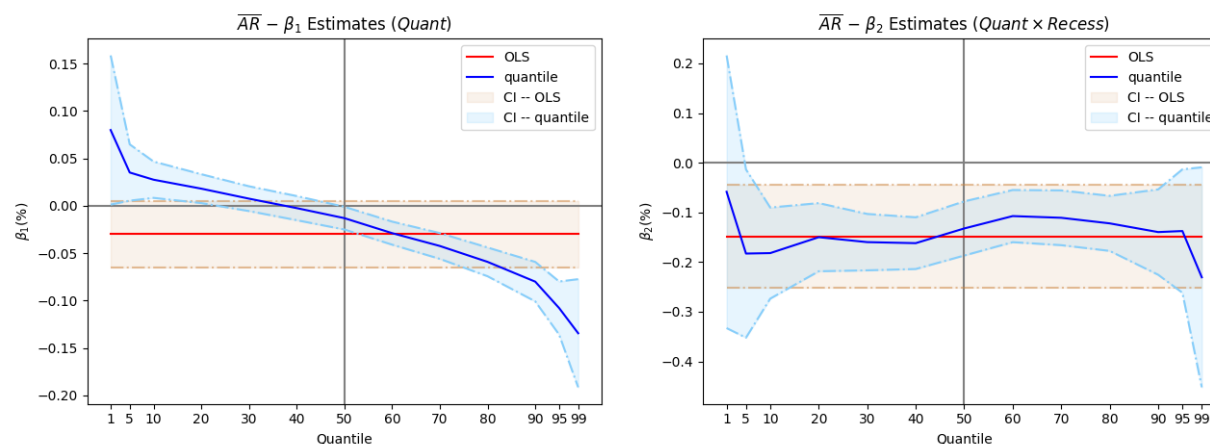 $\overline{AR}$ − β₁ Estimates (Quant)
β₁(%)
0.15
0.10
0.05
0.00
−0.05
−0.10
−0.15
−0.20
OLS
quantile
CI -- OLS
CI -- quantile
1 5 10 20 30 40 50 60 70 80 90 95 99
Quantile
$\overline{AR}$ − β₂ Estimates (Quant × Recess)
β₂(%)
0.2
0.1
0.0
−0.1
−0.2
−0.3
−0.4
OLS
quantile
CI -- OLS
CI -- quantile
1 5 10 20 30 40 50 60 70 80 90 95 99
Quantile